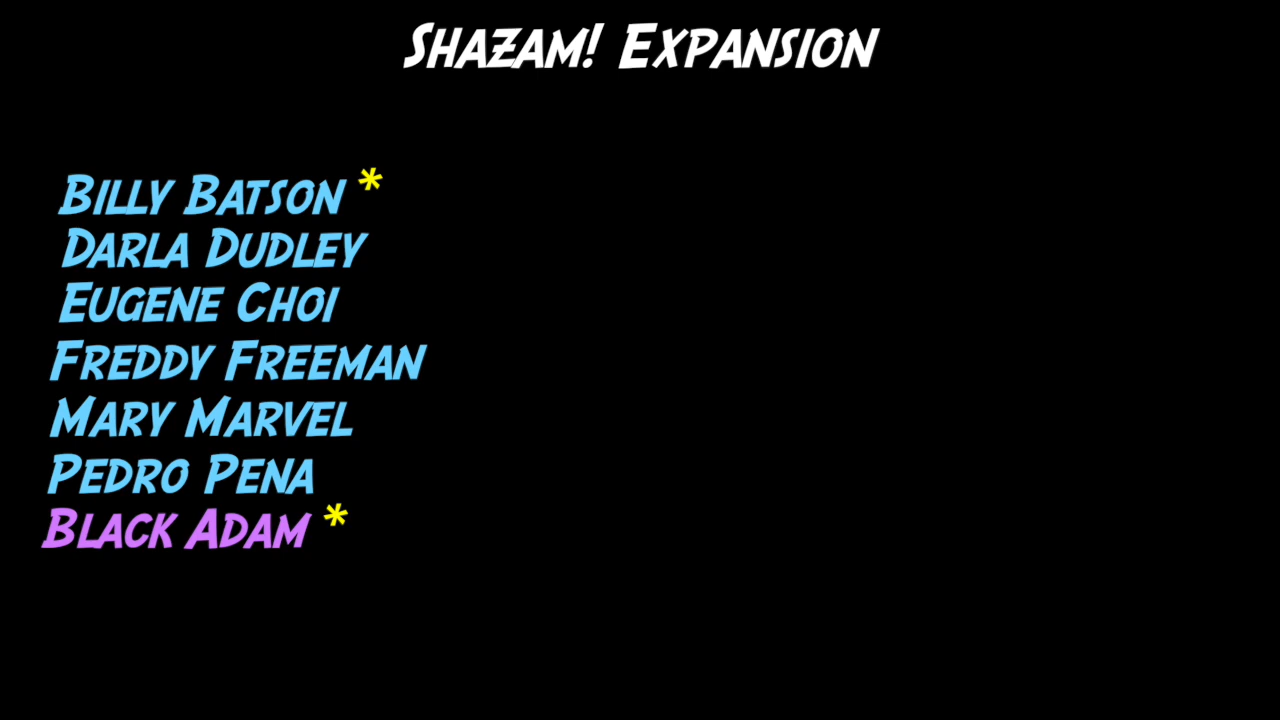 Shazam! Expansion
Billy Batson *
Darla Dudley
Eugene Choi
Freddy Freeman
Mary Marvel
Pedro Pena
Black Adam *